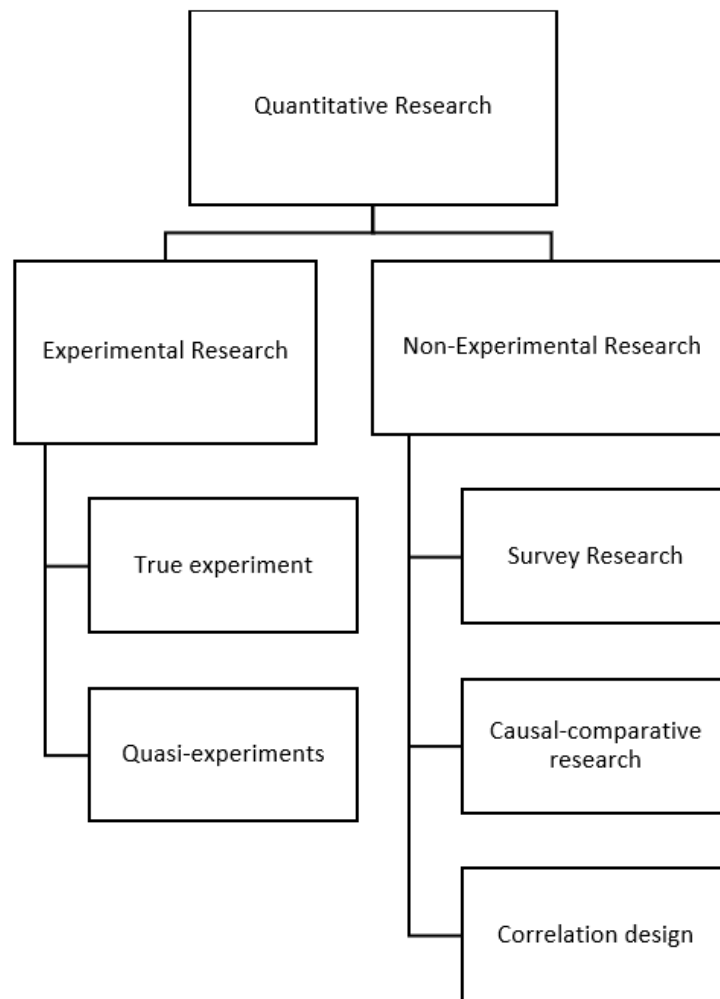 Quantitative Research
Experimental Research
Non-Experimental Research
True experiment
Quasi-experiments
Survey Research
Causal-comparative
research
Correlation design